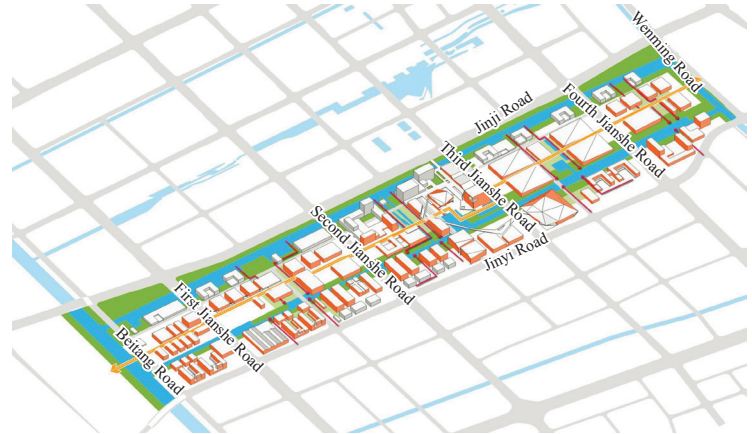 Wenming Road
Fourth Jianshe Road
Jinji Road
Third Jianshe Road
Second Jianshe Road
Jinyi Road
First Jianshe Road
Beitang Road